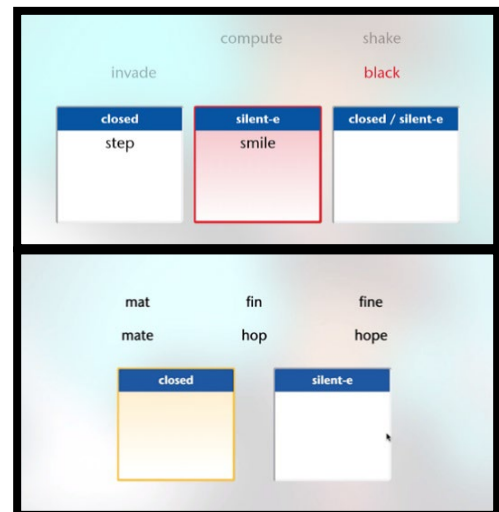 compute shake
invade black
closed silent-e closed / silent-e
step smile
mat fin fine
mate hop hope
closed silent-e